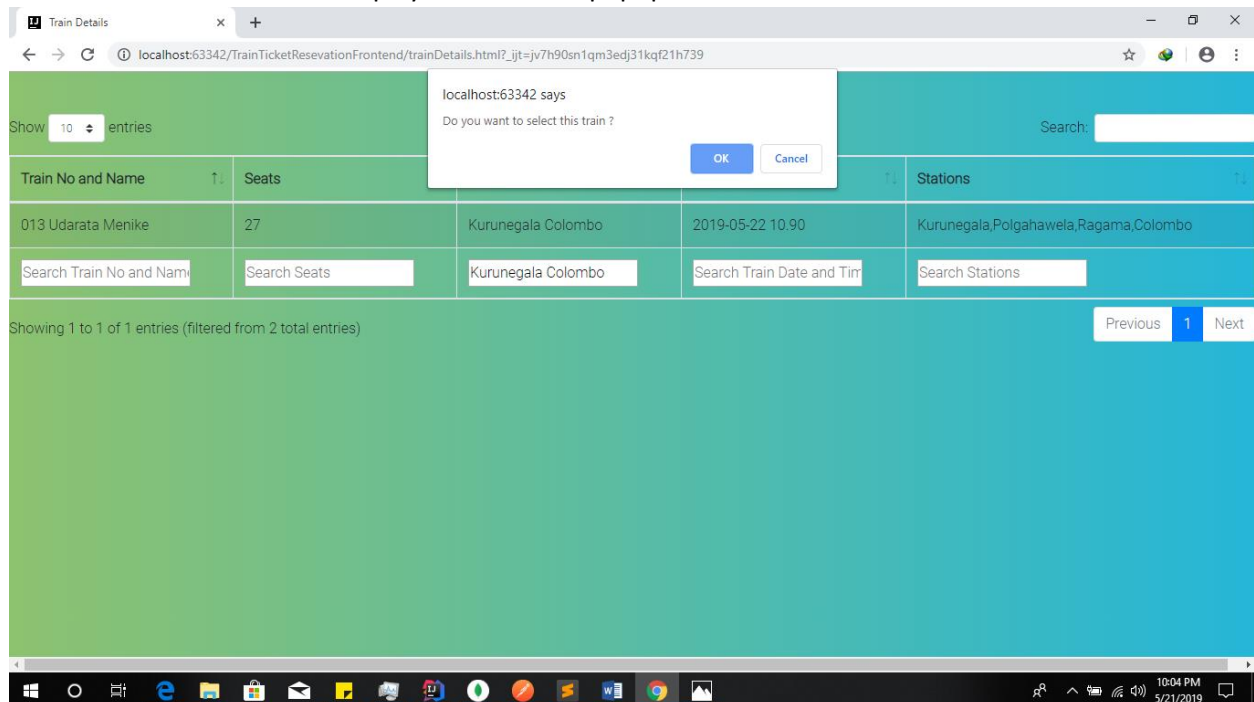 Train Details
localhost:63342/TrainTicketResevationFrontend/trainDetails.html?_ijt=jv7h90sn1qm3edj31kqf21h739
localhost:63342 says
Do you want to select this train ?
OK Cancel
Show 10 entries
Search:
Train No and Name Seats Stations
013 Udarata Menike 27 Kurunegala Colombo 2019-05-22 10.90 Kurunegala,Polgahawela,Ragama,Colombo
Search Train No and Name Search Seats Kurunegala Colombo Search Train Date and Tim Search Stations
Showing 1 to 1 of 1 entries (filtered from 2 total entries)
Previous 1 Next
10:04 PM
5/21/2019